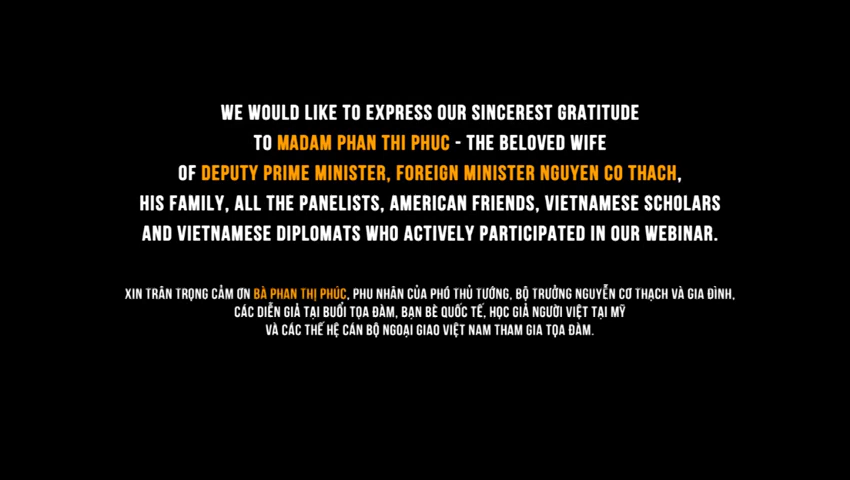 WE WOULD LIKE TO EXPRESS OUR SINCEREST GRATITUDE
TO MADAM PHAN THI PHUC - THE BELOVED WIFE
OF DEPUTY PRIME MINISTER, FOREIGN MINISTER NGUYEN CO THACH,
HIS FAMILY, ALL THE PANELISTS, AMERICAN FRIENDS, VIETNAMESE SCHOLARS
AND VIETNAMESE DIPLOMATS WHO ACTIVELY PARTICIPATED IN OUR WEBINAR.
XIN TRÂN TRỌNG CẢM ƠN BÀ PHAN THỊ PHÚC, PHU NHÂN CỦA PHÓ THỦ TƯỚNG, BỘ TRƯỞNG NGUYỄN CƠ THẠCH VÀ GIA ĐÌNH,
CÁC DIỄN GIẢ TẠI BUỔI TỌA ĐÀM, BẠN BÈ QUỐC TẾ, HỌC GIẢ NGƯỜI VIỆT TẠI MỸ
VÀ CÁC THẾ HỆ CÁN BỘ NGOẠI GIAO VIỆT NAM THAM GIA TỌA ĐÀM.